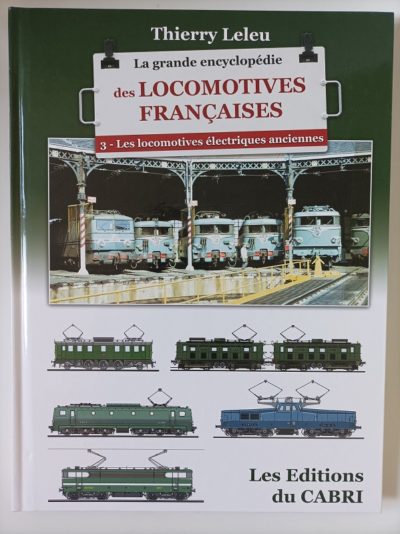 Thierry Leleu
La grande encyclopédie
des LOCOMOTIVES
FRANÇAISES
3 - Les locomotives électriques anciennes
Les Editions
du CABRI